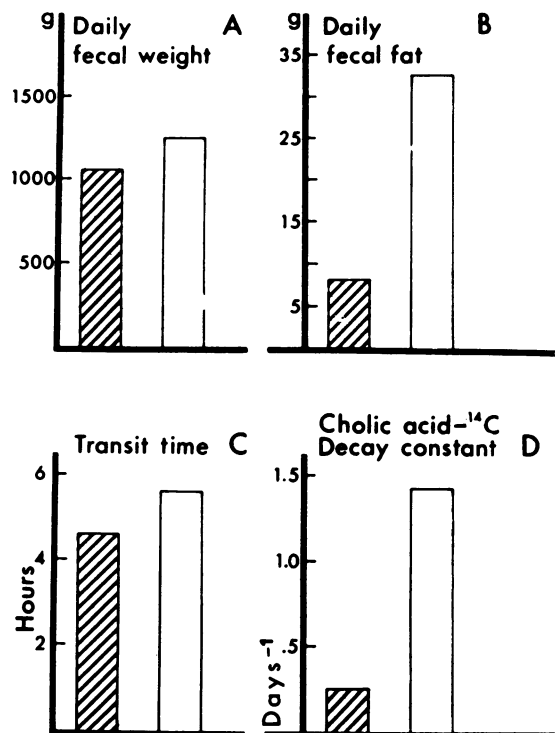 g Daily A
fecal weight
1500
1000
500
g Daily B
fecal fat
35
25
15
5
Transit time C
6
4
2
Hours
Cholic acid-¹⁴C
Decay constant D
1.5
1.0
.5
Days⁻¹